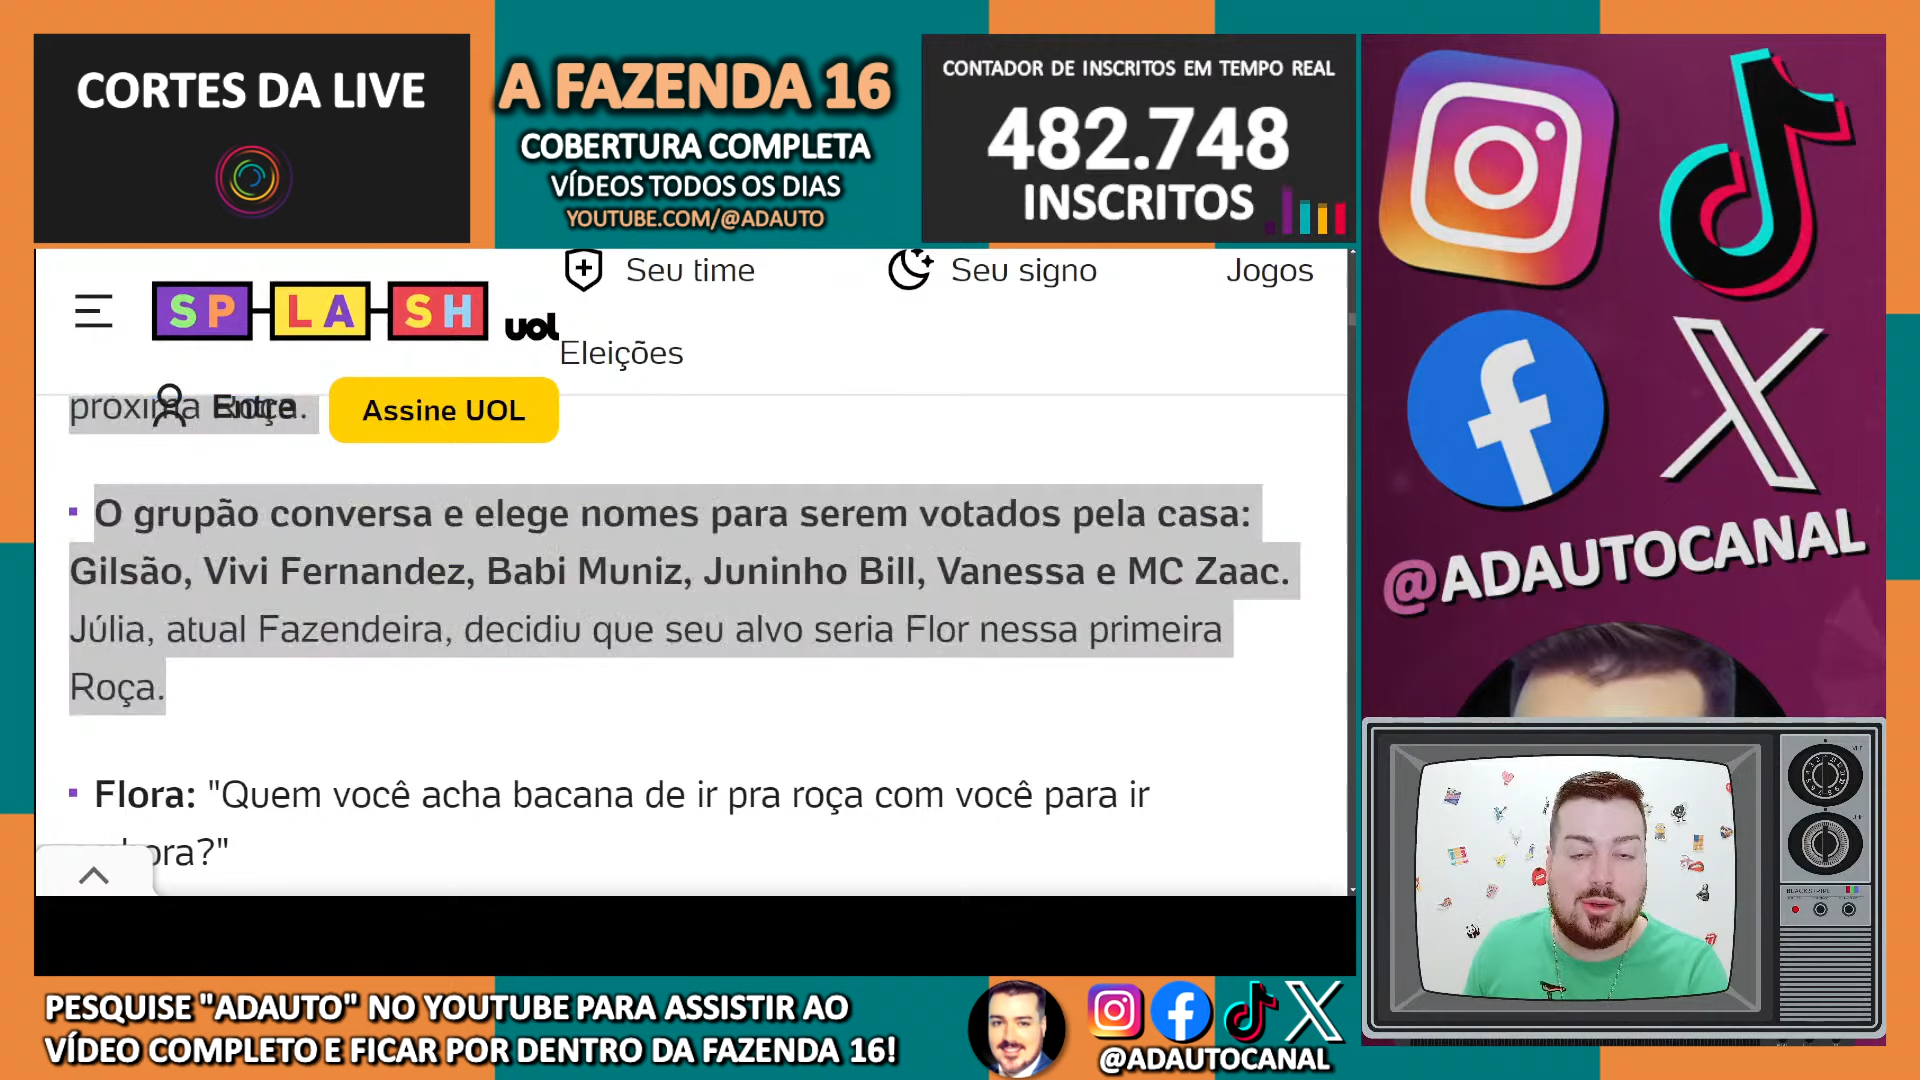 CORTES DA LIVE
A FAZENDA 16
COBERTURA COMPLETA
VÍDEOS TODOS OS DIAS
YOUTUBE.COM/@ADAUTO
CONTADOR DE INSCRITOS EM TEMPO REAL
482.748
INSCRITOS
SPLASH
uol
Seu time
Seu signo
Jogos
Eleições
próxima Roça.
Entre
Assine UOL
O grupão conversa e elege nomes para serem votados pela casa:
Gilsão, Vivi Fernandez, Babi Muniz, Juninho Bill, Vanessa e MC Zaac.
Júlia, atual Fazendeira, decidiu que seu alvo seria Flor nessa primeira
Roça.
Flora: "Quem você acha bacana de ir pra roça com você para ir
@ADAUTOCANAL
PESQUISE "ADAUTO" NO YOUTUBE PARA ASSISTIR AO
VÍDEO COMPLETO E FICAR POR DENTRO DA FAZENDA 16!
@ADAUTOCANAL